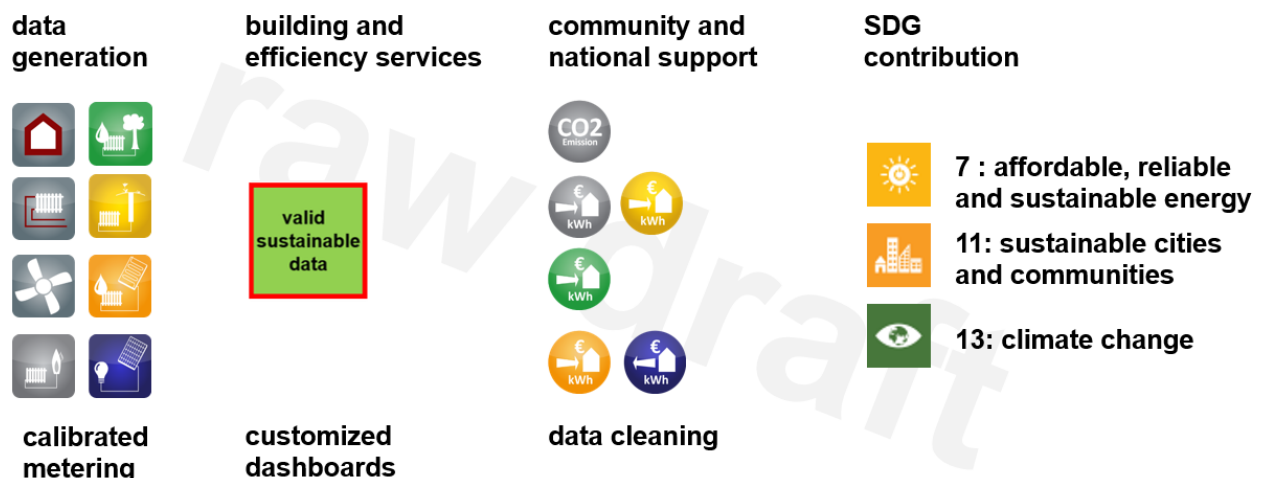 data
generation
building and
efficiency services
community and
national support
SDG
contribution
CO2
Emission
€
kWh
€
kWh
€
kWh
€
kWh
€
kWh
valid
sustainable
data
7 : affordable, reliable
and sustainable energy
11: sustainable cities
and communities
13: climate change
calibrated
metering
customized
dashboards
data cleaning
raw draft